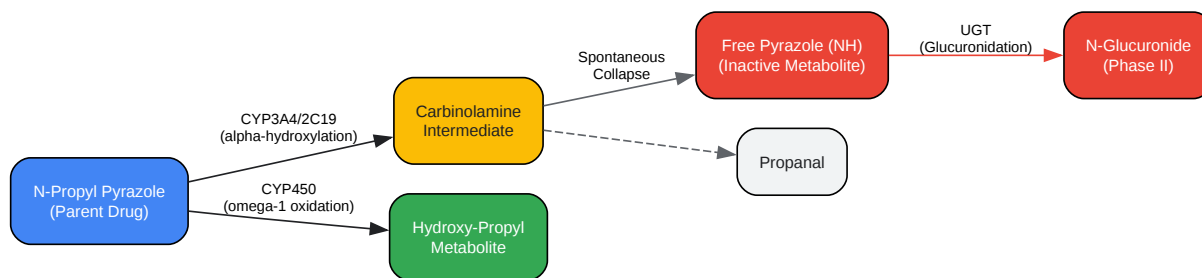 N-Propyl Pyrazole
(Parent Drug)
CYP3A4/2C19
(alpha-hydroxylation)
CYP450
(omega-1 oxidation)
Carbinolamine
Intermediate
Hydroxy-Propyl
Metabolite
Spontaneous
Collapse
Free Pyrazole (NH)
(Inactive Metabolite)
Propanal
UGT
(Glucuronidation)
N-Glucuronide
(Phase II)